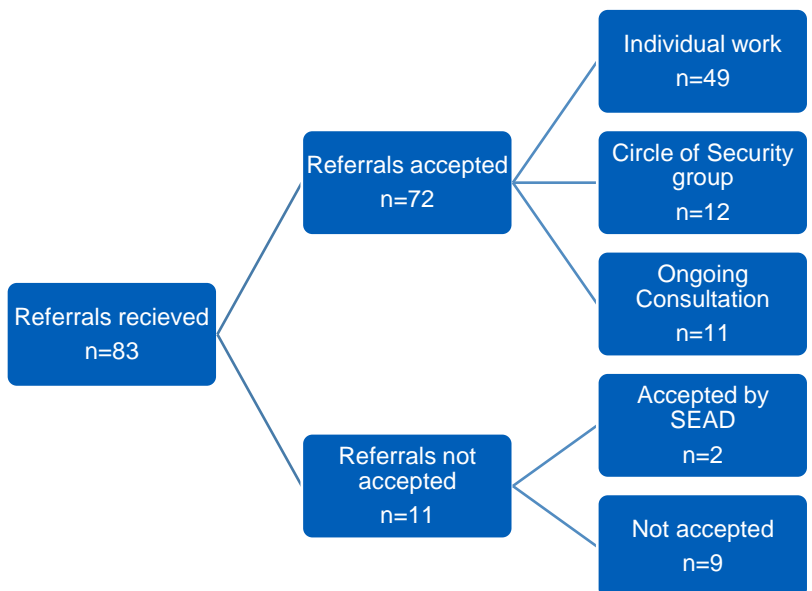 Referrals recieved
n=83
Referrals accepted
n=72
Referrals not
accepted
n=11
Individual work
n=49
Circle of Security
group
n=12
Ongoing
Consultation
n=11
Accepted by
SEAD
n=2
Not accepted
n=9